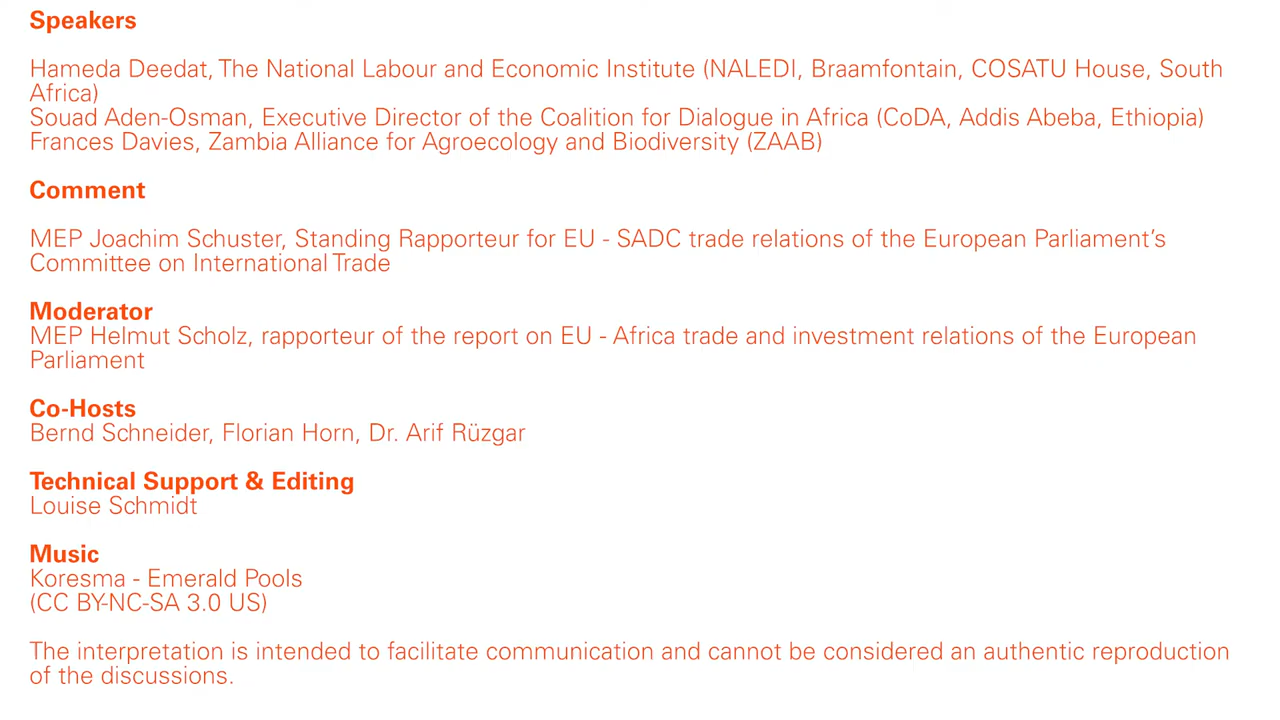 Speakers
Hameda Deedat, The National Labour and Economic Institute (NALEDI, Braamfontain, COSATU House, South
Africa)
Souad Aden-Osman, Executive Director of the Coalition for Dialogue in Africa (CoDA, Addis Abeba, Ethiopia)
Frances Davies, Zambia Alliance for Agroecology and Biodiversity (ZAAB)
Comment
MEP Joachim Schuster, Standing Rapporteur for EU - SADC trade relations of the European Parliament's
Committee on International Trade
Moderator
MEP Helmut Scholz, rapporteur of the report on EU - Africa trade and investment relations of the European
Parliament
Co-Hosts
Bernd Schneider, Florian Horn, Dr. Arif Rüzgar
Technical Support & Editing
Louise Schmidt
Music
Koresma - Emerald Pools
(CC BY-NC-SA 3.0 US)
The interpretation is intended to facilitate communication and cannot be considered an authentic reproduction
of the discussions.